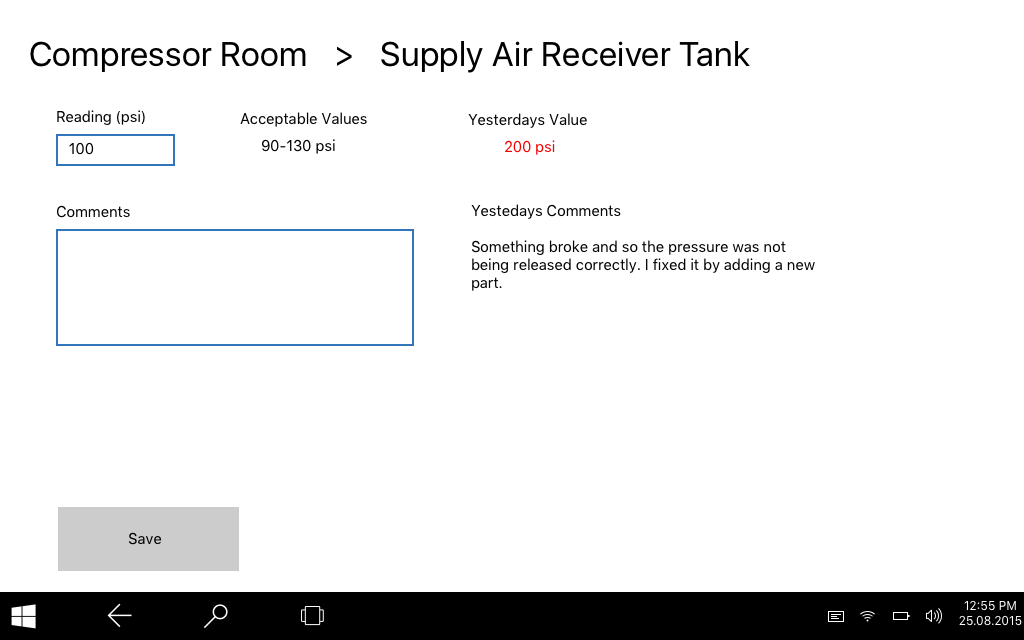 Compressor Room > Supply Air Receiver Tank
Reading (psi)
Acceptable Values
Yesterdays Value
100
90-130 psi
200 psi
Comments
Yestedays Comments
Something broke and so the pressure was not
being released correctly. I fixed it by adding a new
part.
Save
12:55 PM
25.08.2015